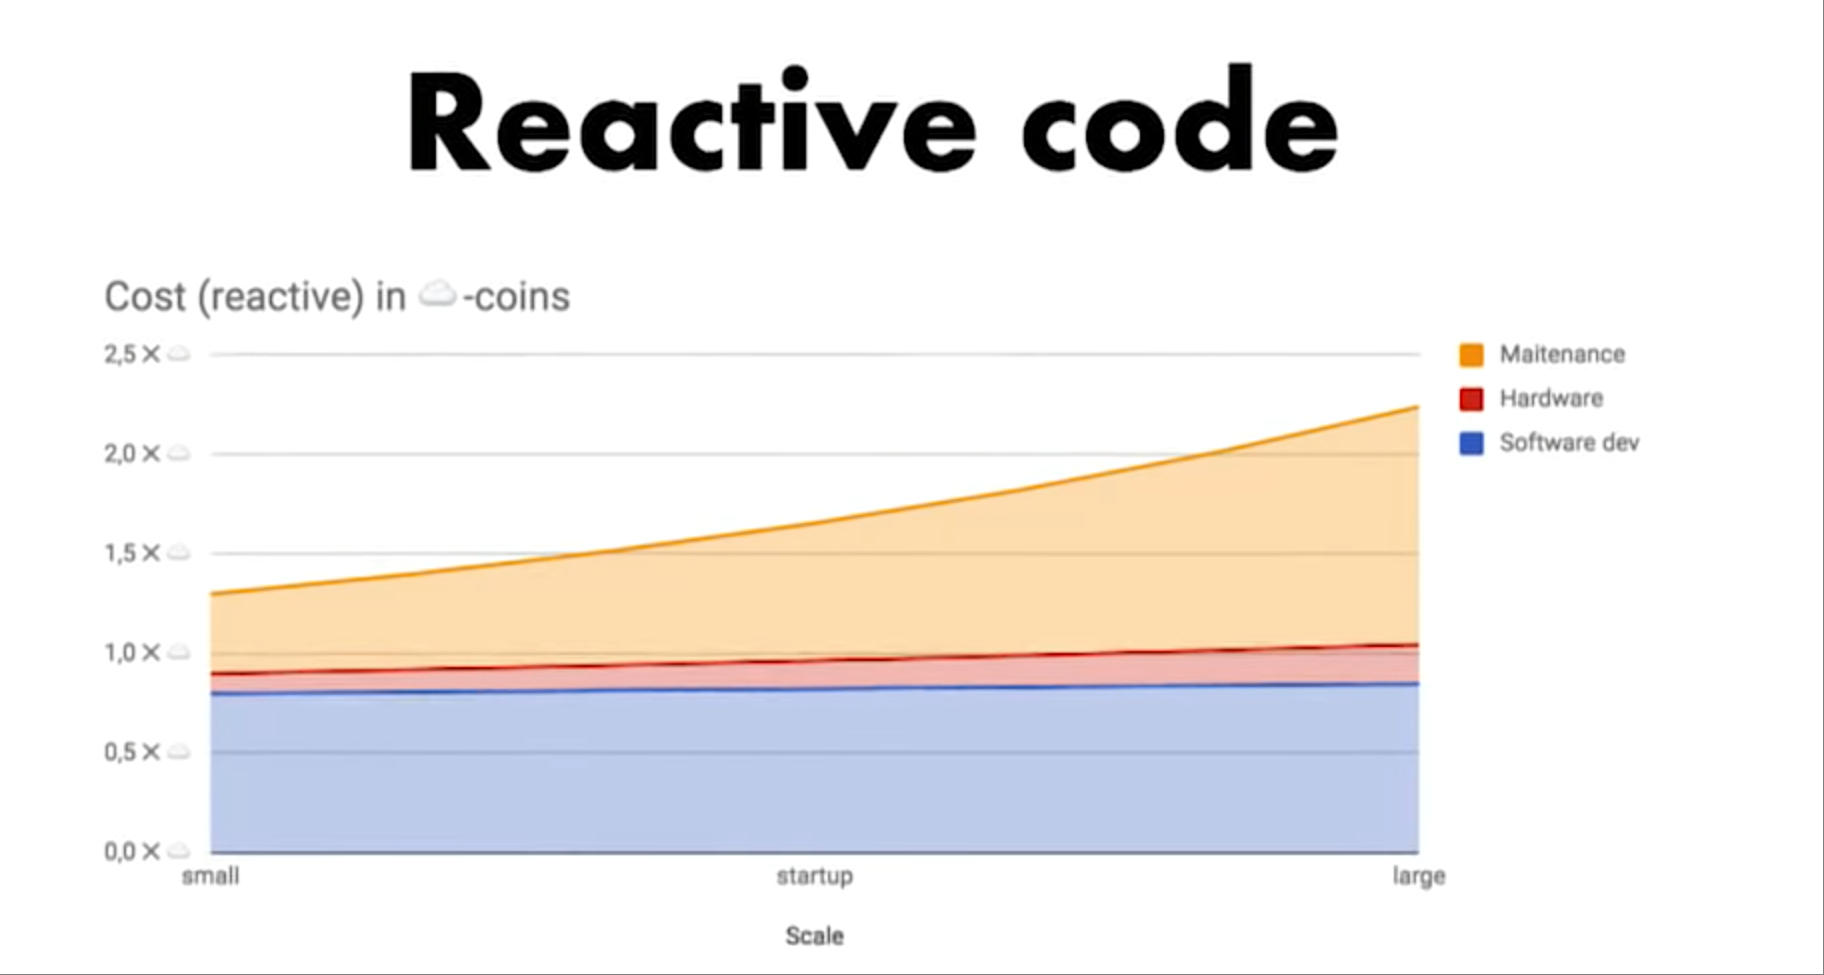 Reactive code
Cost (reactive) in ☁️-coins
2,5 X ☁️
2,0 X ☁️
1,5 X ☁️
1,0 X ☁️
0,5 X ☁️
0,0 X ☁️
small
startup
large
Scale
Maitenance
Hardware
Software dev